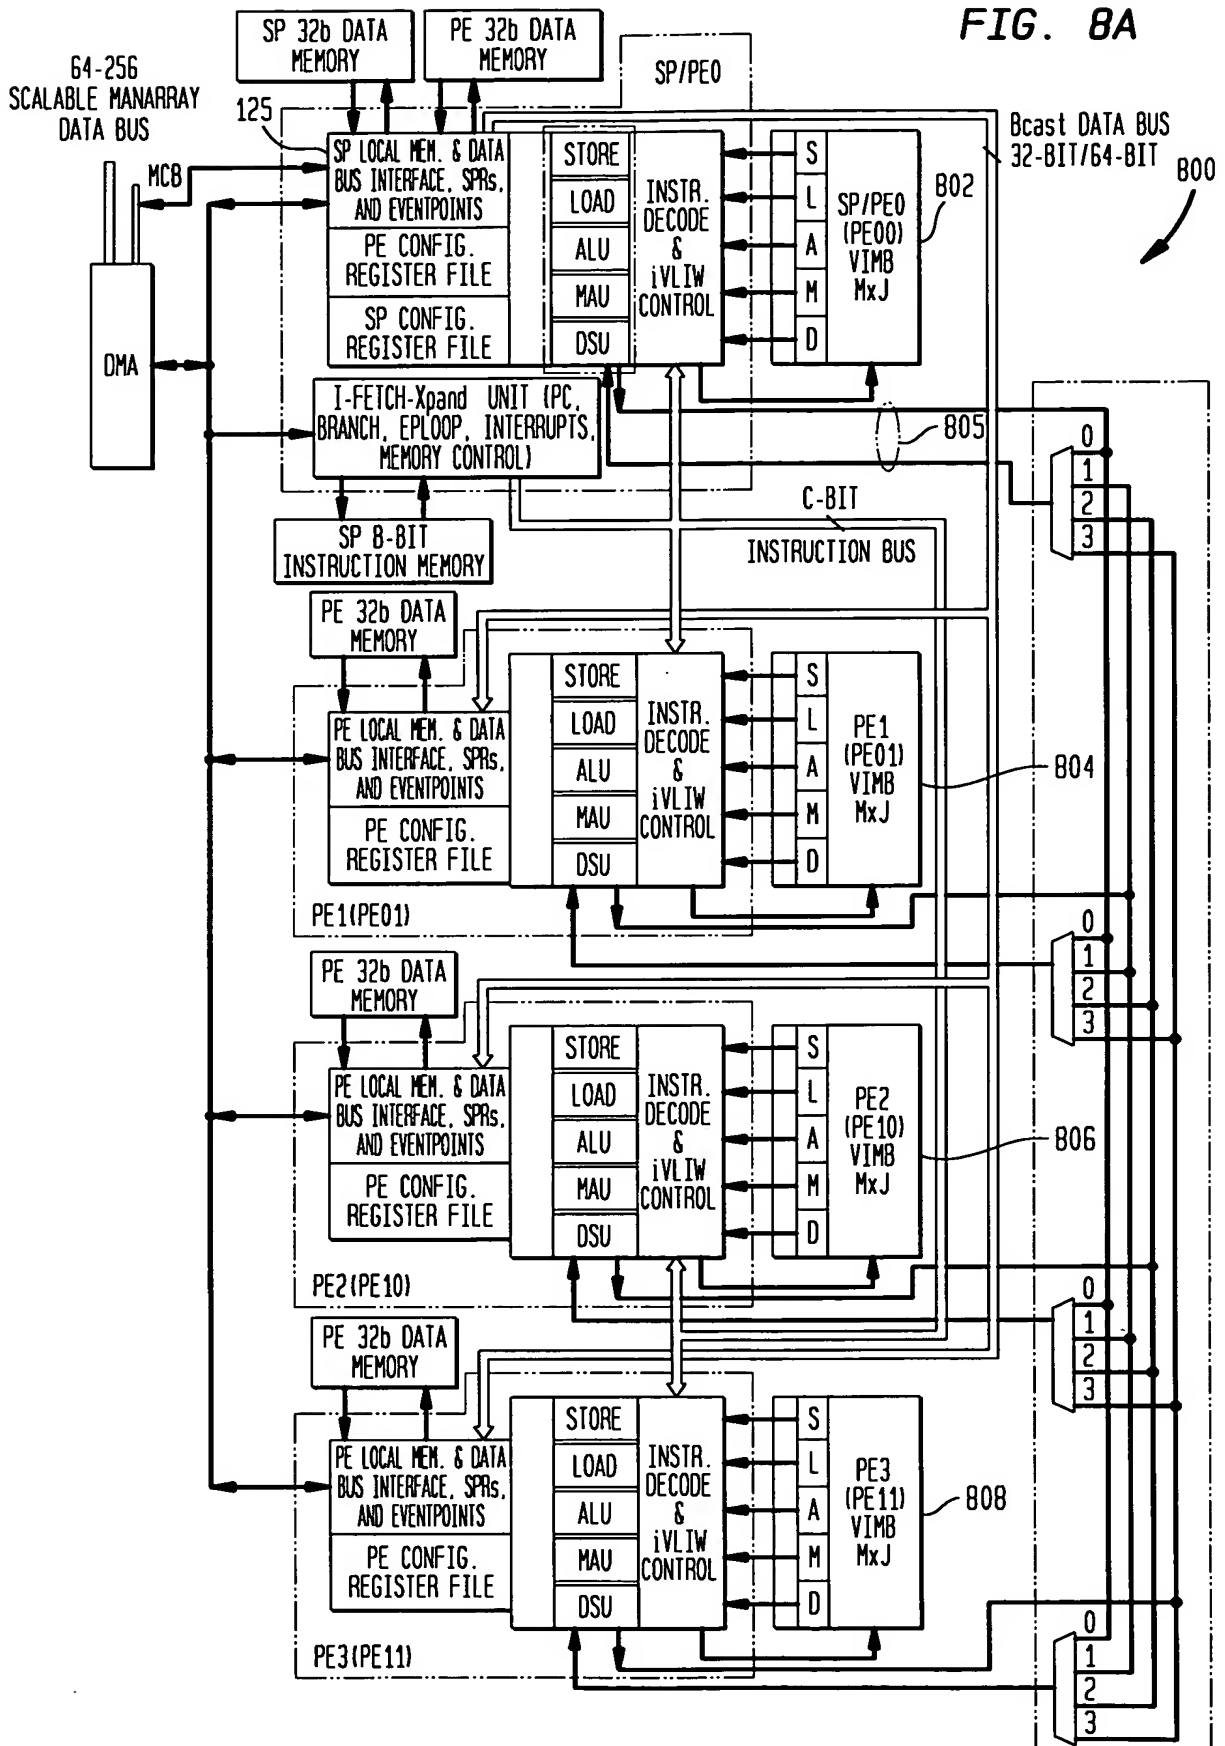 FIG. 8A
SP 32b DATA
MEMORY
PE 32b DATA
MEMORY
SP/PE0
64-256
SCALABLE MANARRAY
DATA BUS
125
MCB
DMA
Bcast DATA BUS
32-BIT/64-BIT
800
SP LOCAL MEM. & DATA
BUS INTERFACE, SPRs,
AND EVENTPOINTS
PE CONFIG.
REGISTER FILE
SP CONFIG.
REGISTER FILE
STORE
LOAD
ALU
MAU
DSU
INSTR.
DECODE
&
iVLIW
CONTROL
S
L
A
M
D
SP/PE0
(PE00)
VIMB
MxJ
802
I-FETCH-Xpand UNIT (PC,
BRANCH, EPLOOP, INTERRUPTS,
MEMORY CONTROL)
805
SP B-BIT
INSTRUCTION MEMORY
C-BIT
INSTRUCTION BUS
0
1
2
3
PE 32b DATA
MEMORY
PE LOCAL MEM. & DATA
BUS INTERFACE, SPRs,
AND EVENTPOINTS
PE CONFIG.
REGISTER FILE
STORE
LOAD
ALU
MAU
DSU
INSTR.
DECODE
&
iVLIW
CONTROL
S
L
A
M
D
PE1
(PE01)
VIMB
MxJ
804
PE1(PE01)
0
1
2
3
PE 32b DATA
MEMORY
PE LOCAL MEM. & DATA
BUS INTERFACE, SPRs,
AND EVENTPOINTS
PE CONFIG.
REGISTER FILE
STORE
LOAD
ALU
MAU
DSU
INSTR.
DECODE
&
iVLIW
CONTROL
S
L
A
M
D
PE2
(PE10)
VIMB
MxJ
806
PE2(PE10)
0
1
2
3
PE 32b DATA
MEMORY
PE LOCAL MEM. & DATA
BUS INTERFACE, SPRs,
AND EVENTPOINTS
PE CONFIG.
REGISTER FILE
STORE
LOAD
ALU
MAU
DSU
INSTR.
DECODE
&
iVLIW
CONTROL
S
L
A
M
D
PE3
(PE11)
VIMB
MxJ
808
PE3(PE11)
0
1
2
3